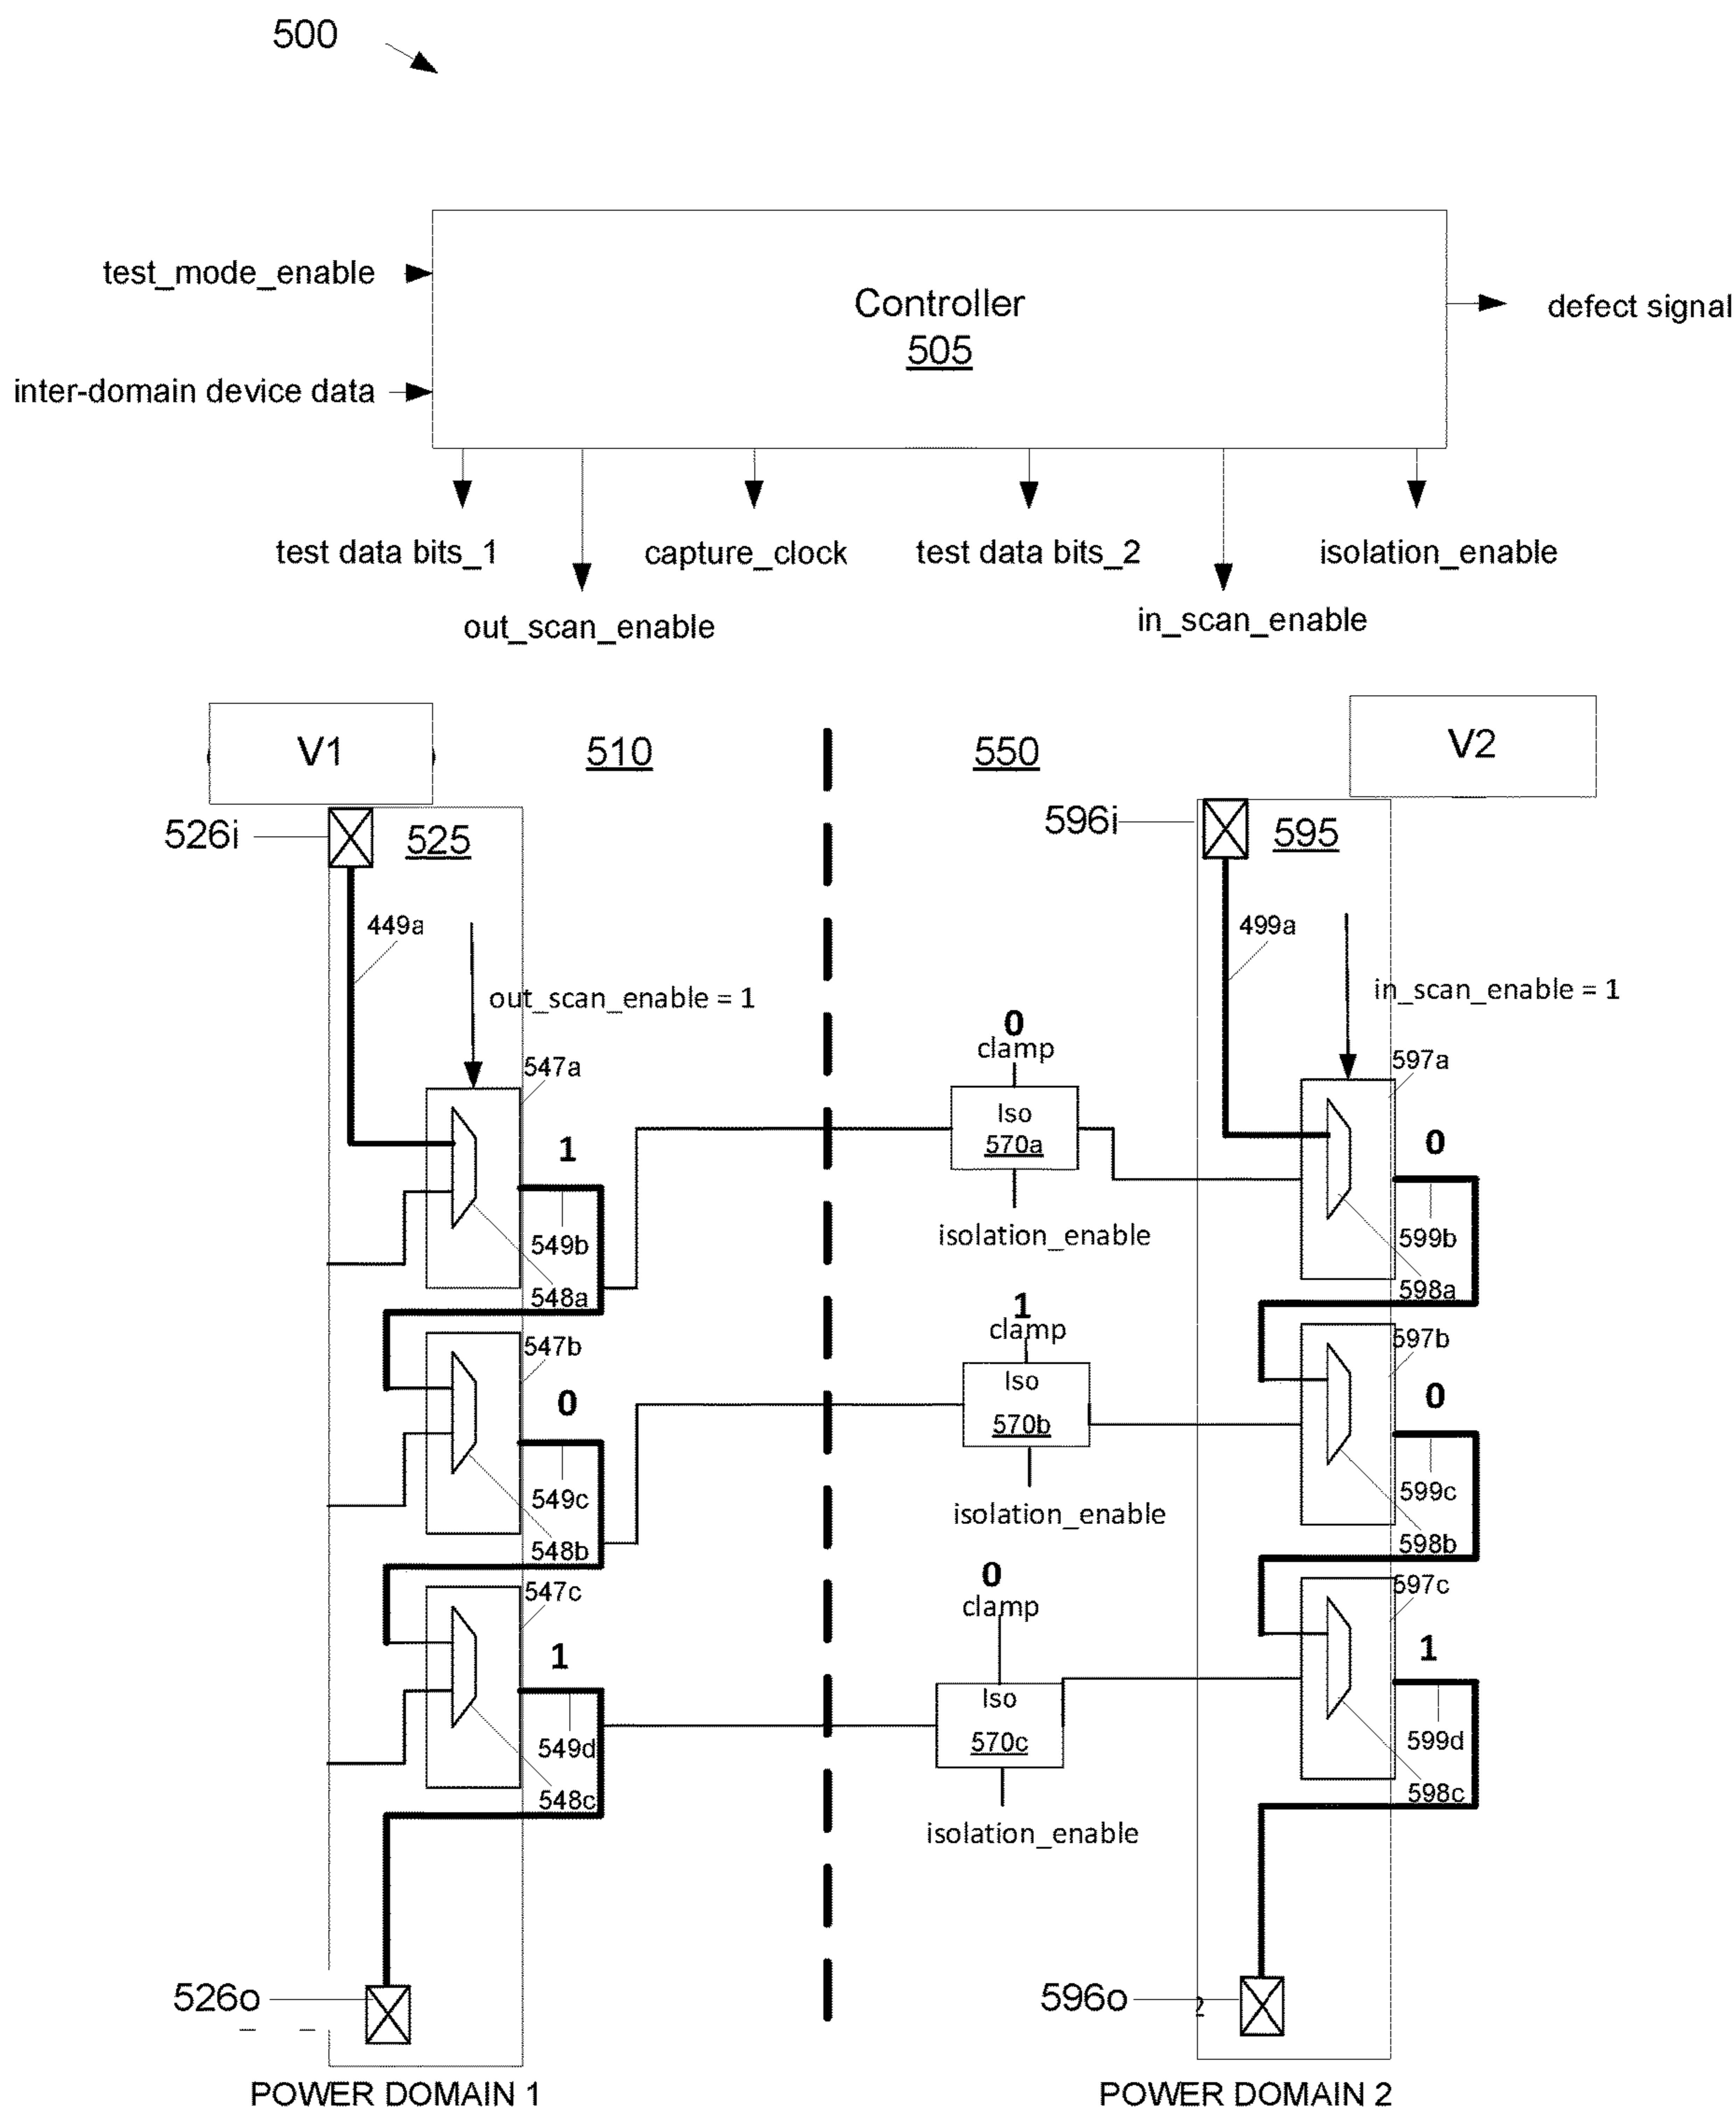 500
test_mode_enable
Controller
505
defect signal
inter-domain device data
test data bits_1
capture_clock
test data bits_2
isolation_enable
out_scan_enable
in_scan_enable
V1
510
550
V2
526i
525
596i
595
449a
499a
out_scan_enable = 1
in_scan_enable = 1
0
clamp
547a
597a
Iso
570a
1
0
isolation_enable
549b
599b
548a
598a
1
clamp
547b
597b
Iso
570b
0
0
549c
599c
isolation_enable
548b
598b
0
clamp
547c
597c
1
1
Iso
570c
549d
599d
548c
598c
isolation_enable
526o
596o
2
POWER DOMAIN 1
POWER DOMAIN 2